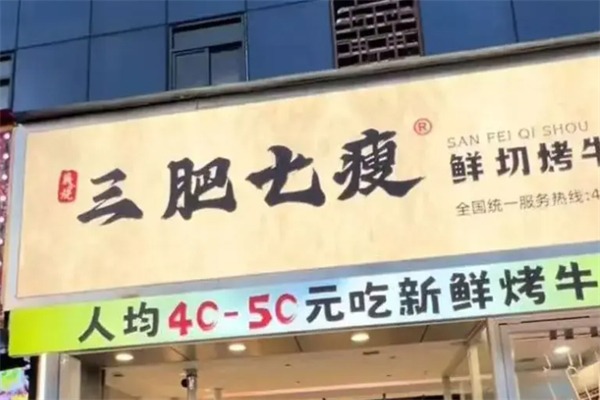 三肥七瘦®
SAN FEI QI SHOU
鲜切烤牛
全国统一服务热线:4
人均40-50元吃新鲜烤牛